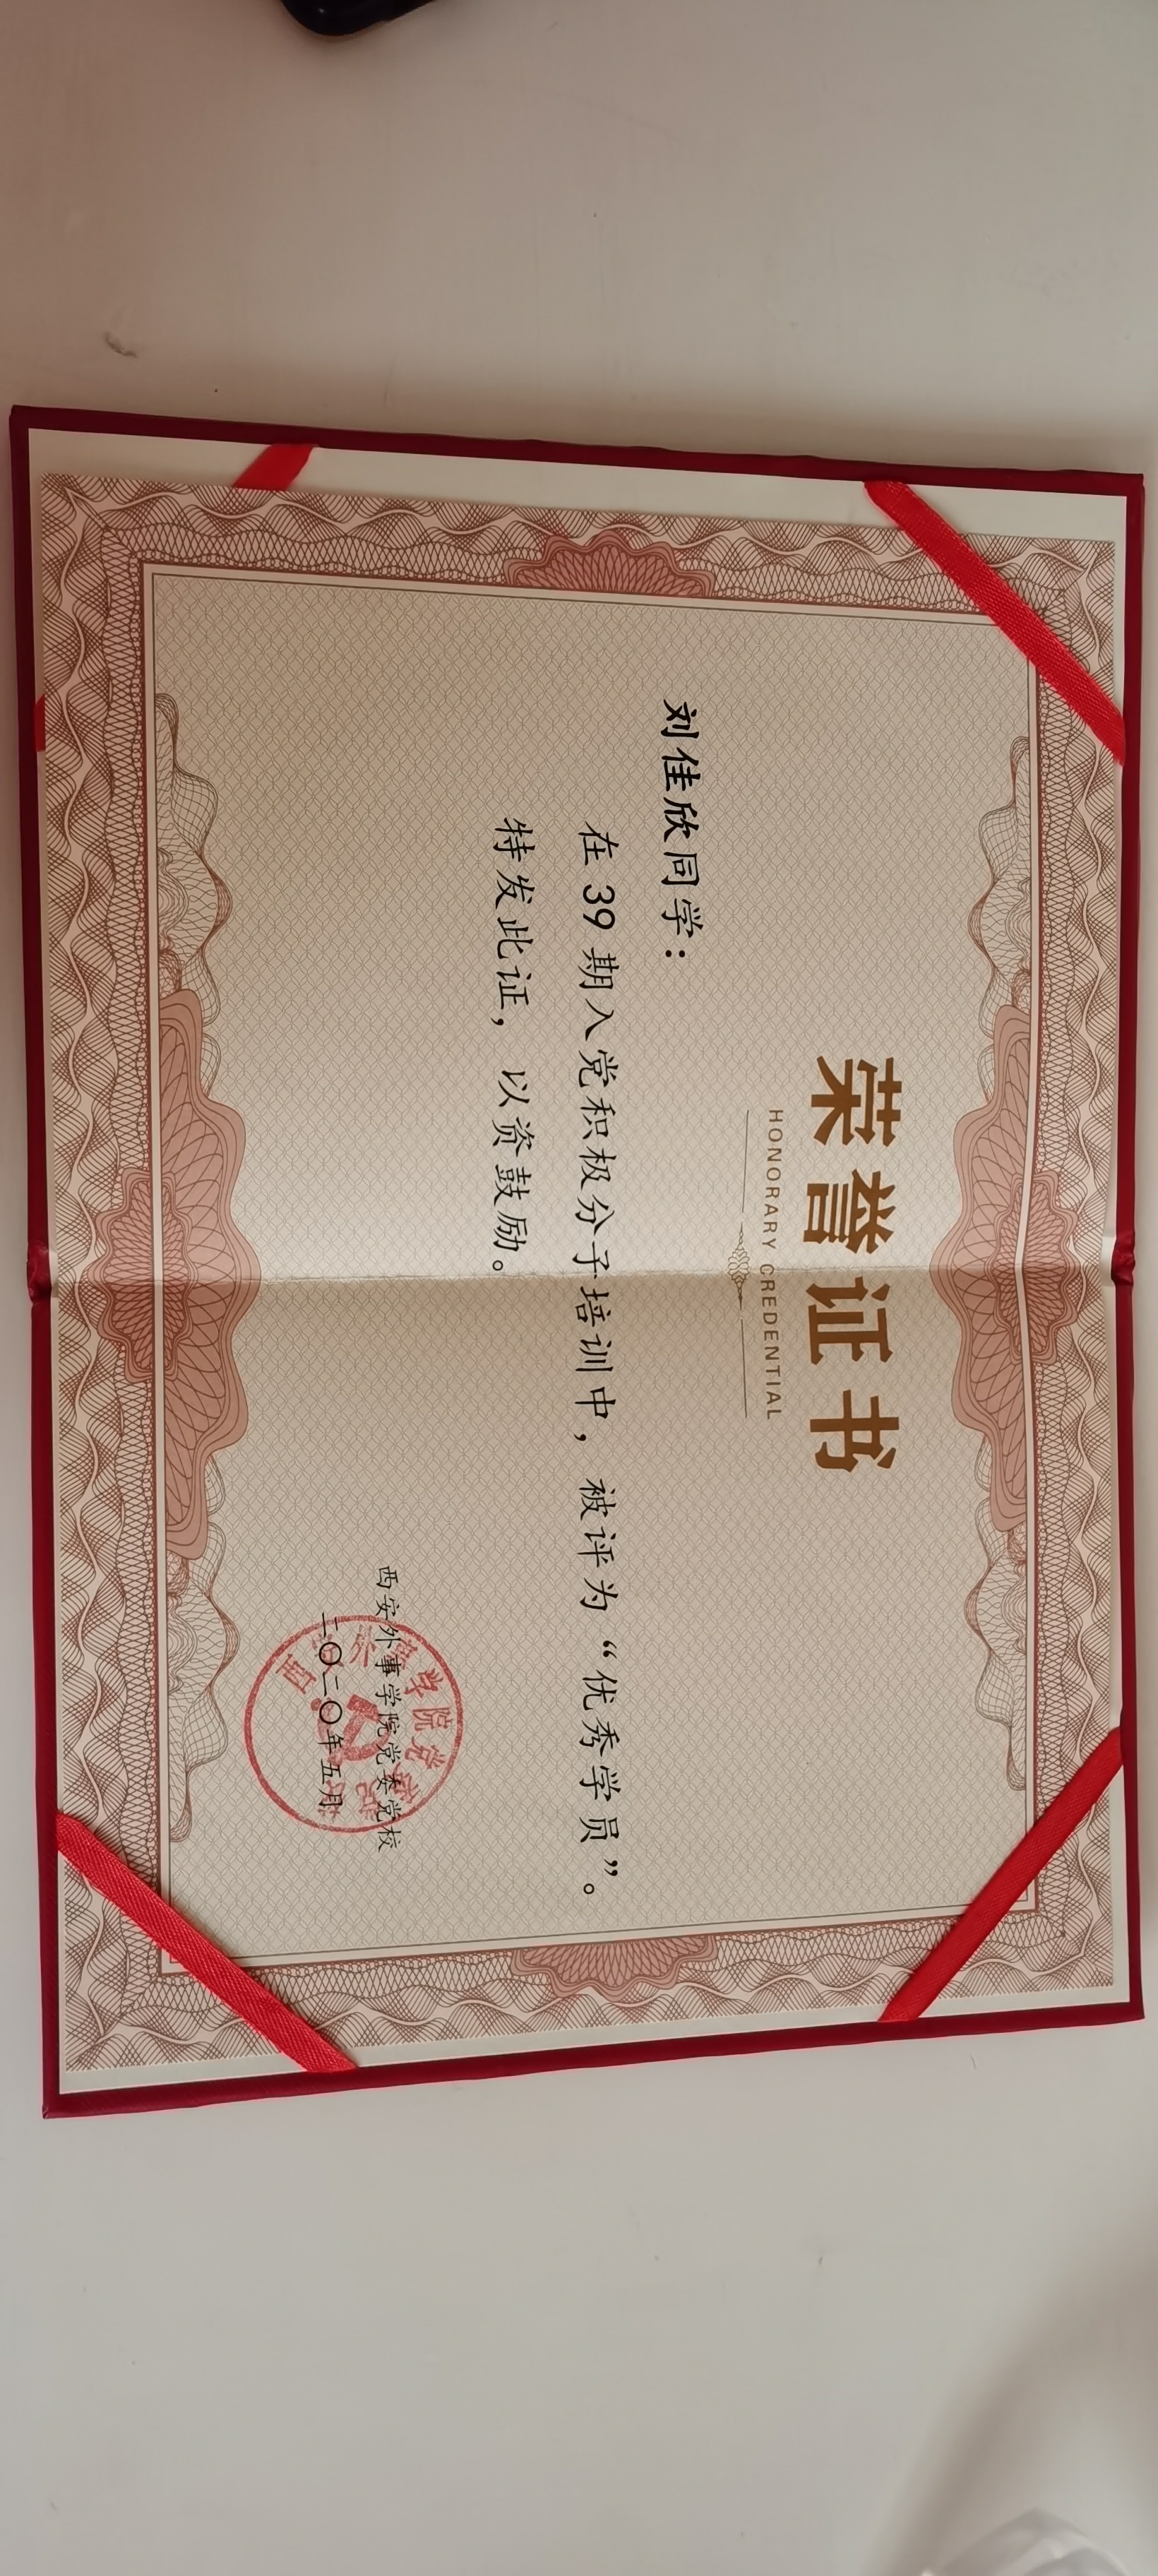 荣誉证书
HONORARY CREDENTIAL
刘佳欣同学：
在39期入党积极分子培训中，被评为“优秀学员”。
特发此证，以资鼓励。
西安外事学院党委党校
二〇二〇年五月